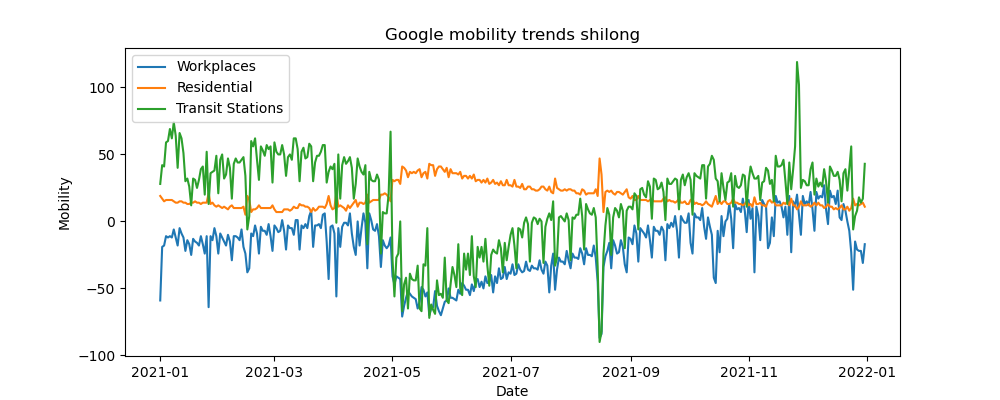 Google mobility trends shilong
Workplaces
Residential
Transit Stations
100
50
0
−50
−100
Mobility
2021-01 2021-03 2021-05 2021-07 2021-09 2021-11 2022-01
Date